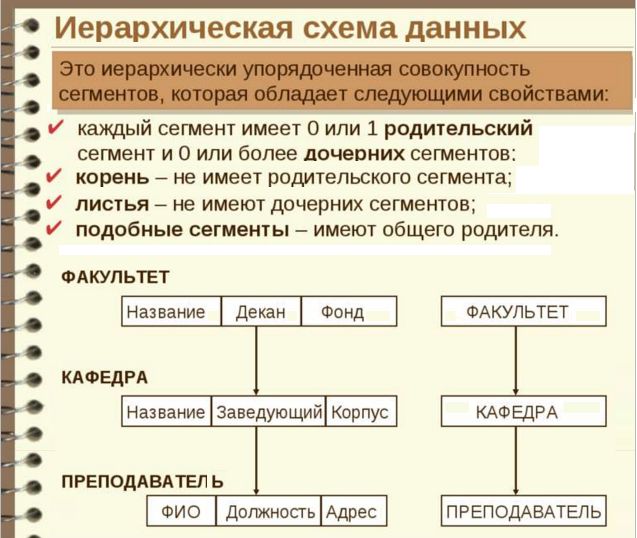 Иерархическая схема данных
Это иерархически упорядоченная совокупность
сегментов, которая обладает следующими свойствами:
каждый сегмент имеет 0 или 1 родительский
сегмент и 0 или более дочерних сегментов;
корень – не имеет родительского сегмента;
листья – не имеют дочерних сегментов;
подобные сегменты – имеют общего родителя.
ФАКУЛЬТЕТ
Название Декан Фонд ФАКУЛЬТЕТ
КАФЕДРА
Название Заведующий Корпус КАФЕДРА
ПРЕПОДАВАТЕЛЬ
ФИО Должность Адрес ПРЕПОДАВАТЕЛЬ